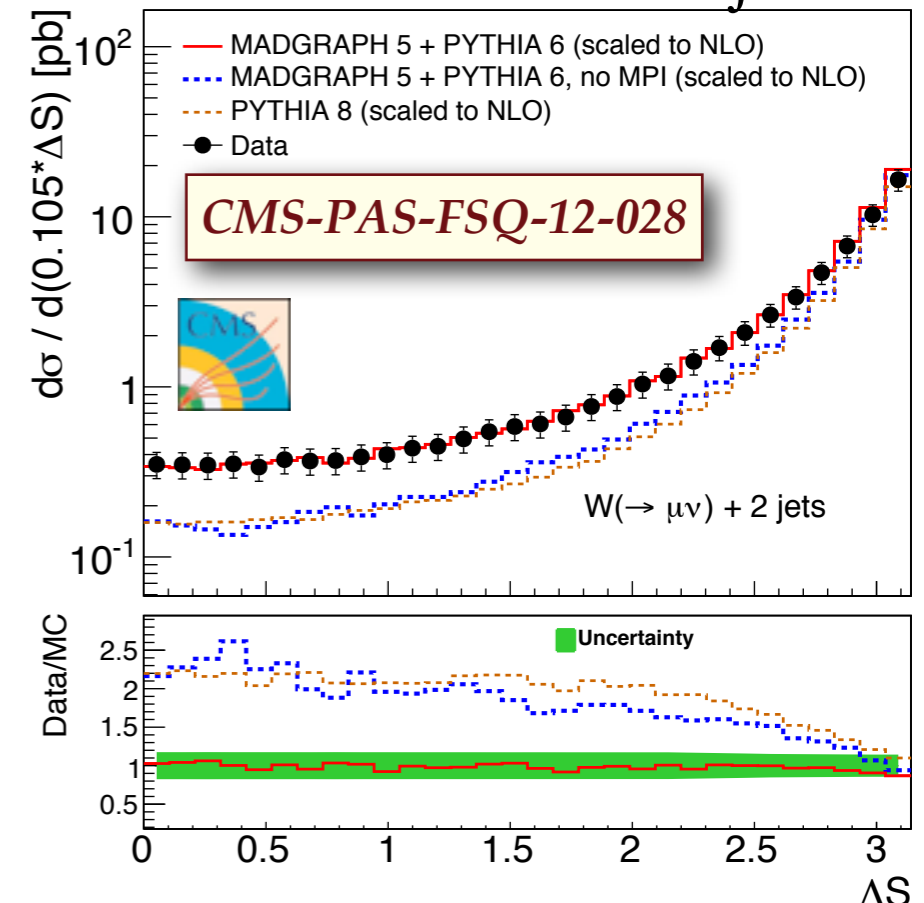 j
dσ / d(0.105*ΔS) [pb]
10²
10
1
10⁻¹
MADGRAPH 5 + PYTHIA 6 (scaled to NLO)
MADGRAPH 5 + PYTHIA 6, no MPI (scaled to NLO)
PYTHIA 8 (scaled to NLO)
Data
CMS-PAS-FSQ-12-028
CMS
W(→ μν) + 2 jets
Data/MC
2.5
2
1.5
1
0.5
Uncertainty
0 0.5 1 1.5 2 2.5 3
ΔS